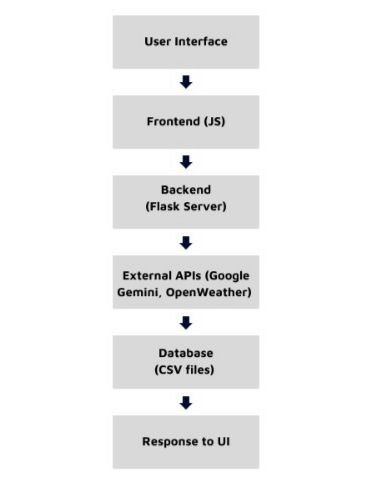 User Interface
Frontend (JS)
Backend
(Flask Server)
External APIs (Google
Gemini, OpenWeather)
Database
(CSV files)
Response to UI